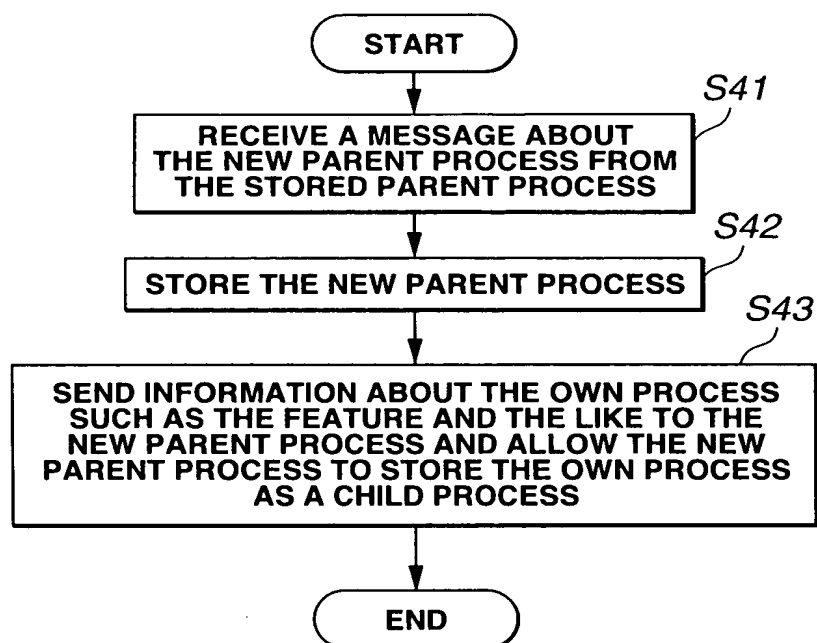 START
S41
RECEIVE A MESSAGE ABOUT
THE NEW PARENT PROCESS FROM
THE STORED PARENT PROCESS
S42
STORE THE NEW PARENT PROCESS
S43
SEND INFORMATION ABOUT THE OWN PROCESS
SUCH AS THE FEATURE AND THE LIKE TO THE
NEW PARENT PROCESS AND ALLOW THE NEW
PARENT PROCESS TO STORE THE OWN PROCESS
AS A CHILD PROCESS
END